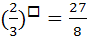 (2/3)^□ = 27/8